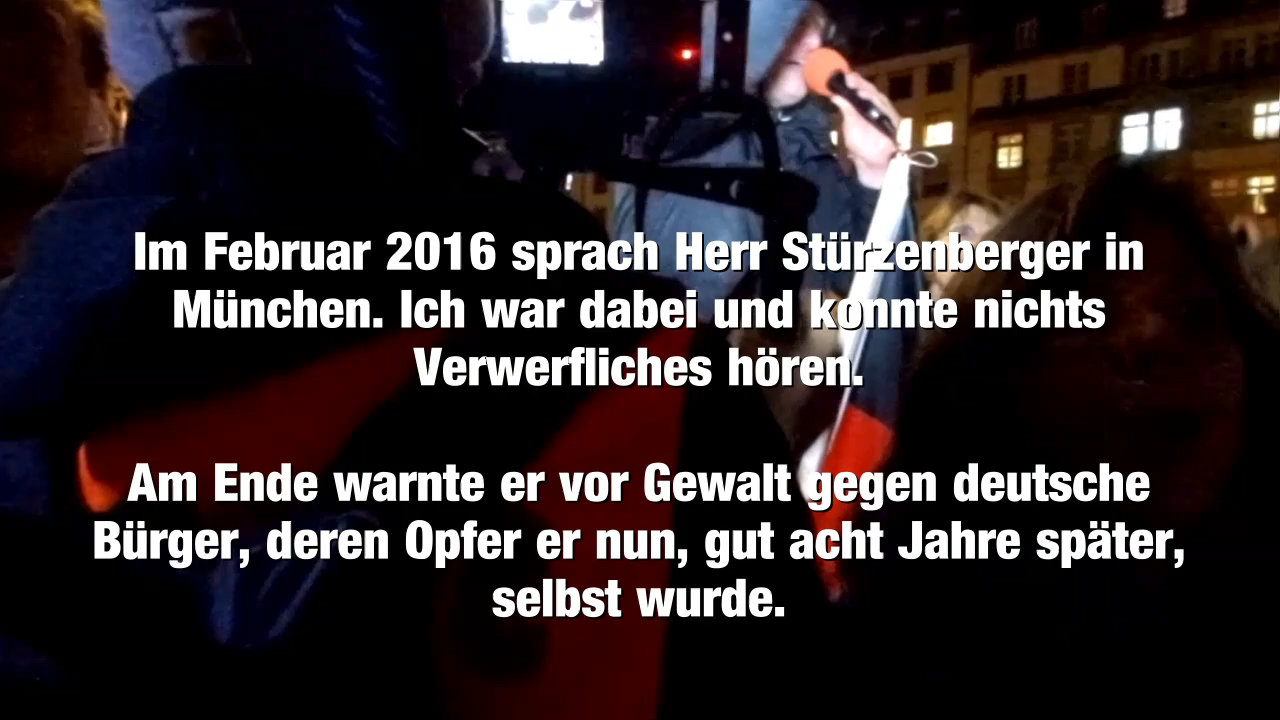 Im Februar 2016 sprach Herr Stürzenberger in
München. Ich war dabei und konnte nichts
Verwerfliches hören.
Am Ende warnte er vor Gewalt gegen deutsche
Bürger, deren Opfer er nun, gut acht Jahre später,
selbst wurde.